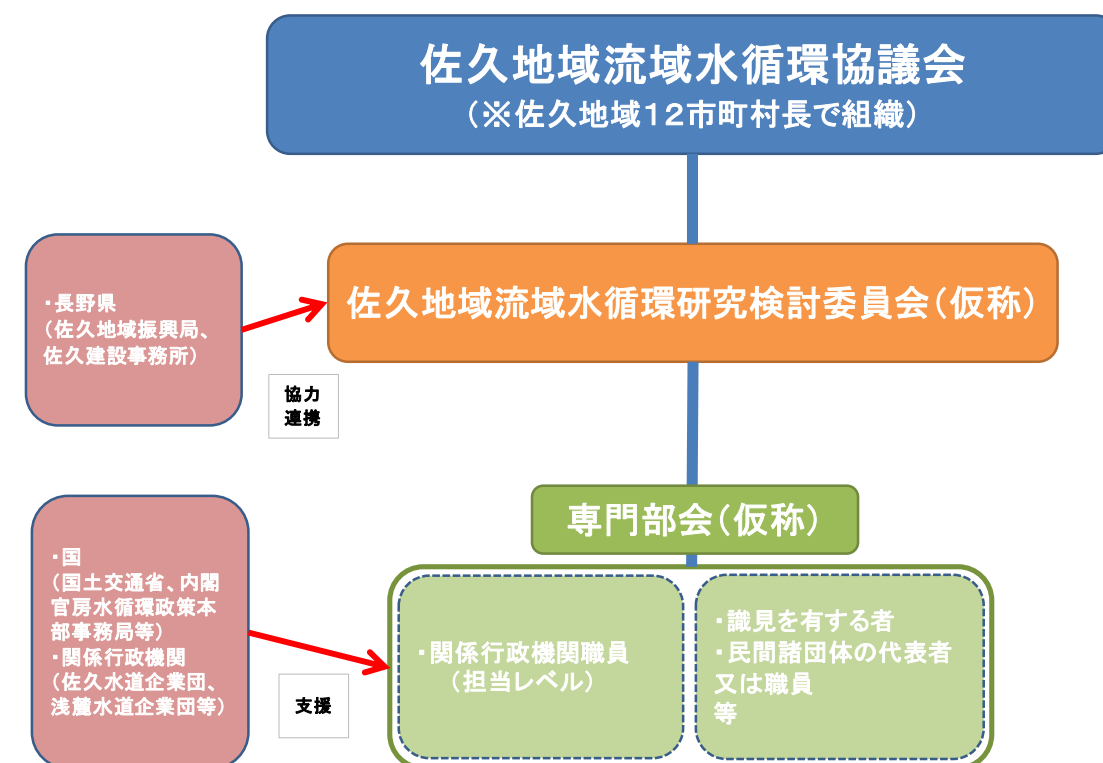 佐久地域流域水循環協議会
（※佐久地域12市町村長で組織）
・長野県
（佐久地域振興局、
佐久建設事務所）
佐久地域流域水循環研究検討委員会（仮称）
協力
連携
専門部会（仮称）
・国
（国土交通省、内閣
官房水循環政策本
部事務局等）
・関係行政機関
（佐久水道企業団、
浅麓水道企業団等）
支援
・関係行政機関職員
（担当レベル）
・識見を有する者
・民間諸団体の代表者
又は職員
等